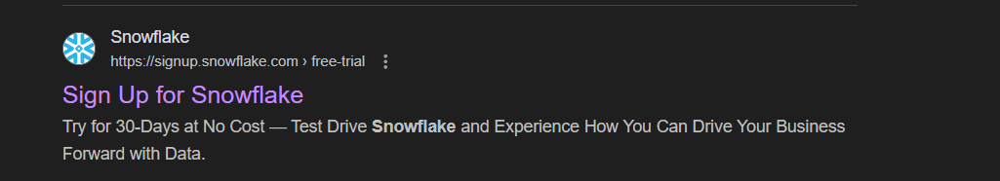 Snowflake
https://signup.snowflake.com › free-trial
Sign Up for Snowflake
Try for 30-Days at No Cost — Test Drive Snowflake and Experience How You Can Drive Your Business
Forward with Data.